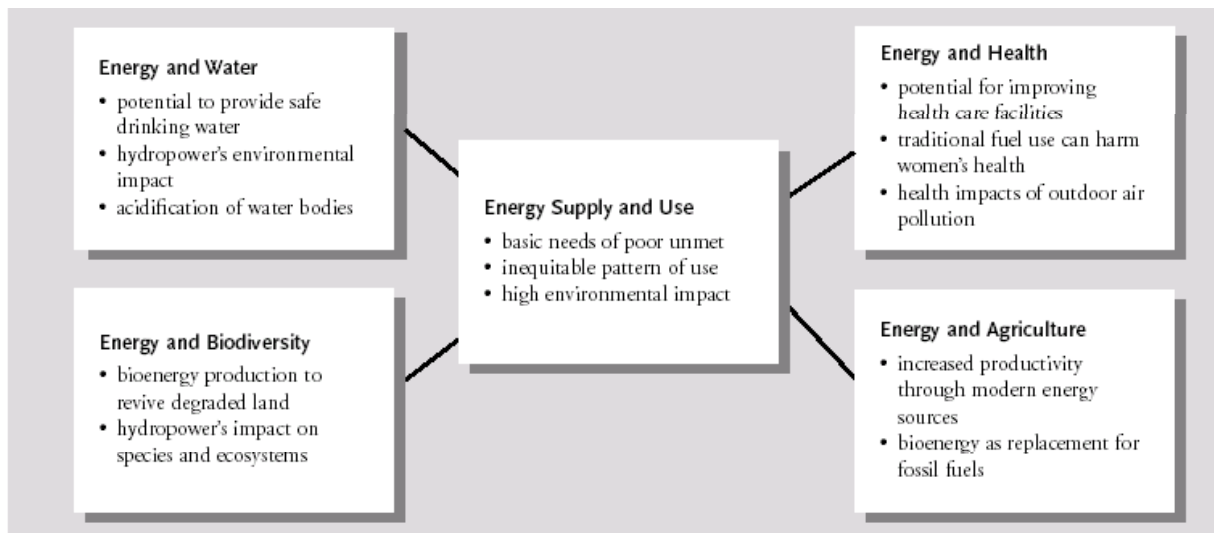 Energy and Water
• potential to provide safe
drinking water
• hydropower's environmental
impact
• acidification of water bodies
Energy and Health
• potential for improving
health care facilities
• traditional fuel use can harm
women's health
• health impacts of outdoor air
pollution
Energy Supply and Use
• basic needs of poor unmet
• inequitable pattern of use
• high environmental impact
Energy and Biodiversity
• bioenergy production to
revive degraded land
• hydropower's impact on
species and ecosystems
Energy and Agriculture
• increased productivity
through modern energy
sources
• bioenergy as replacement for
fossil fuels